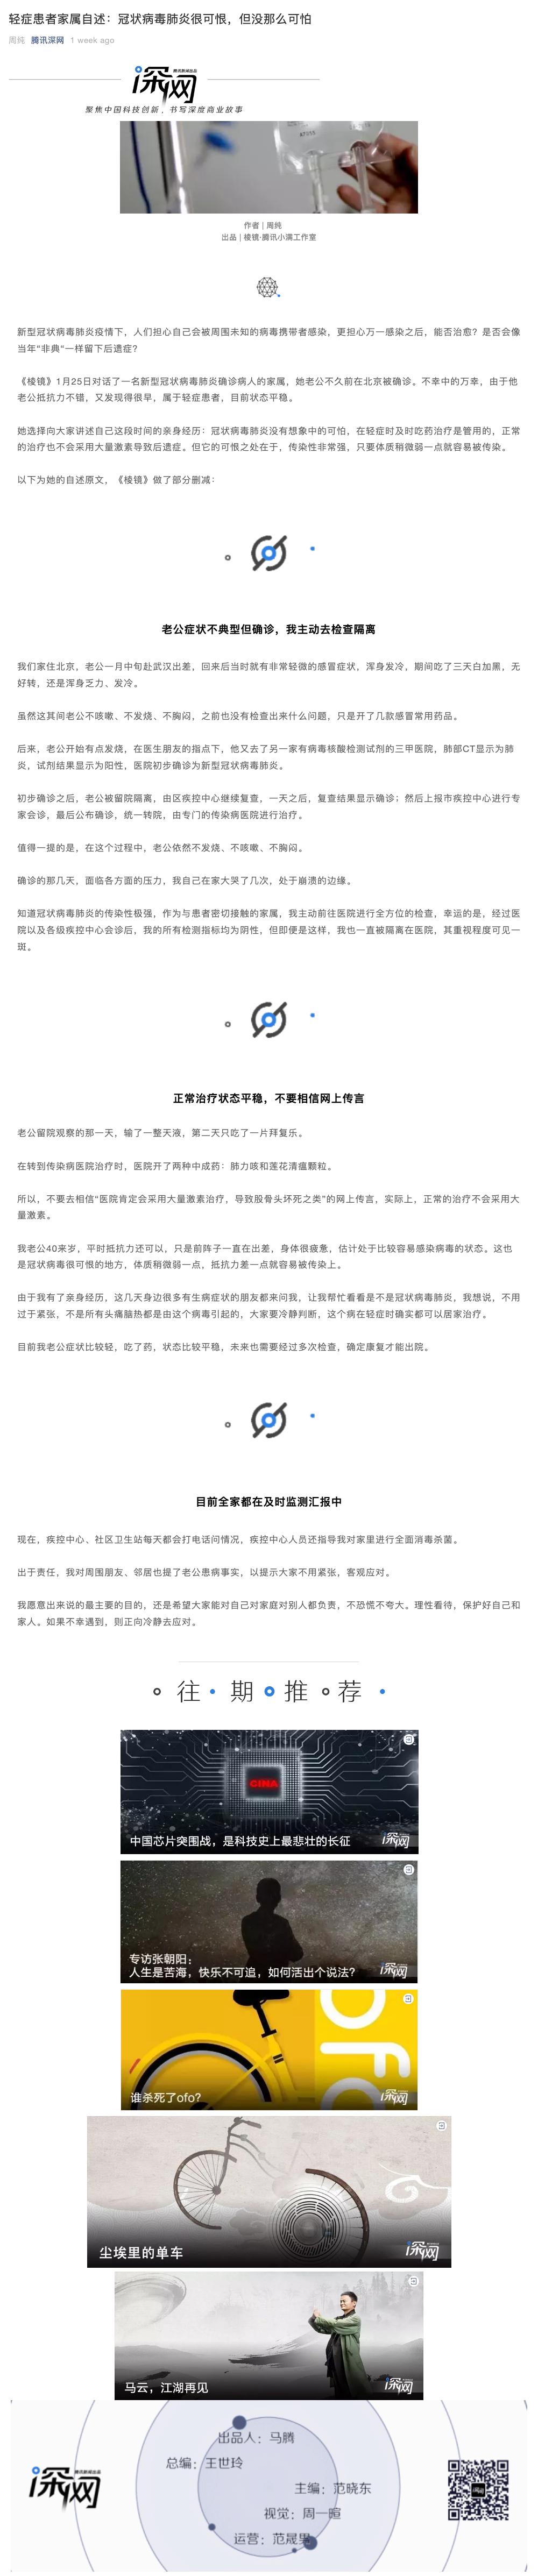 轻症患者家属自述：冠状病毒肺炎很可恨，但没那么可怕
周纯 腾讯深网 1 week ago
腾讯新闻出品
深网
聚焦中国科技创新，书写深度商业故事
作者 | 周纯
出品 | 棱镜·腾讯小满工作室
新型冠状病毒肺炎疫情下，人们担心自己会被周围未知的病毒携带者感染，更担心万一感染之后，能否治愈？是否会像
当年“非典“一样留下后遗症？
《棱镜》1月25日对话了一名新型冠状病毒肺炎确诊病人的家属，她老公不久前在北京被确诊。不幸中的万幸，由于他
老公抵抗力不错，又发现得很早，属于轻症患者，目前状态平稳。
她选择向大家讲述自己这段时间的亲身经历：冠状病毒肺炎没有想象中的可怕，在轻症时及时吃药治疗是管用的，正常
的治疗也不会采用大量激素导致后遗症。但它的可恨之处在于，传染性非常强，只要体质稍微弱一点就容易被传染。
以下为她的自述原文，《棱镜》做了部分删减：
老公症状不典型但确诊，我主动去检查隔离
我们家住北京，老公一月中旬赴武汉出差，回来后当时就有非常轻微的感冒症状，浑身发冷，期间吃了三天白加黑，无
好转，还是浑身乏力、发冷。
虽然这其间老公不咳嗽、不发烧、不胸闷，之前也没有检查出来什么问题，只是开了几款感冒常用药品。
后来，老公开始有点发烧，在医生朋友的指点下，他又去了另一家有病毒核酸检测试剂的三甲医院，肺部CT显示为肺
炎，试剂结果显示为阳性，医院初步确诊为新型冠状病毒肺炎。
初步确诊之后，老公被留院隔离，由区疾控中心继续复查，一天之后，复查结果显示确诊；然后上报市疾控中心进行专
家会诊，最后公布确诊，统一转院，由专门的传染病医院进行治疗。
值得一提的是，在这个过程中，老公依然不发烧、不咳嗽、不胸闷。
确诊的那几天，面临各方面的压力，我自己在家大哭了几次，处于崩溃的边缘。
知道冠状病毒肺炎的传染性极强，作为与患者密切接触的家属，我主动前往医院进行全方位的检查，幸运的是，经过医
院以及各级疾控中心会诊后，我的所有检测指标均为阴性，但即便是这样，我也一直被隔离在医院，其重视程度可见一
斑。
正常治疗状态平稳，不要相信网上传言
老公留院观察的那一天，输了一整天液，第二天只吃了一片拜复乐。
在转到传染病医院治疗时，医院开了两种中成药：肺力咳和莲花清瘟颗粒。
所以，不要去相信“医院肯定会采用大量激素治疗，导致股骨头坏死之类”的网上传言，实际上，正常的治疗不会采用大
量激素。
我老公40来岁，平时抵抗力还可以，只是前阵子一直在出差，身体很疲惫，估计处于比较容易感染病毒的状态。这也
是冠状病毒很可恨的地方，体质稍微弱一点，抵抗力差一点就容易被传染上。
由于我有了亲身经历，这几天身边很多有生病症状的朋友都来问我，让我帮忙看看是不是冠状病毒肺炎，我想说，不用
过于紧张，不是所有头痛脑热都是由这个病毒引起的，大家要冷静判断，这个病在轻症时确实都可以居家治疗。
目前我老公症状比较轻，吃了药，状态比较平稳，未来也需要经过多次检查，确定康复才能出院。
目前全家都在及时监测汇报中
现在，疾控中心、社区卫生站每天都会打电话问情况，疾控中心人员还指导我对家里进行全面消毒杀菌。
出于责任，我对周围朋友、邻居也提了老公患病事实，以提示大家不用紧张，客观应对。
我愿意出来说的最主要的目的，还是希望大家能对自己对家庭对别人都负责，不恐慌不夸大。理性看待，保护好自己和
家人。如果不幸遇到，则正向冷静去应对。
往期推荐
CINA
中国芯片突围战，是科技史上最悲壮的长征
深网
专访张朝阳：
人生是苦海，快乐不可追，如何活出个说法？
深网
OFO
谁杀死了ofo？
深网
尘埃里的单车
深网
马云，江湖再见
深网
出品人：马腾
总编：王世玲
腾讯新闻出品
深网
主编：范晓东
视觉：周一暄
运营：范晟男